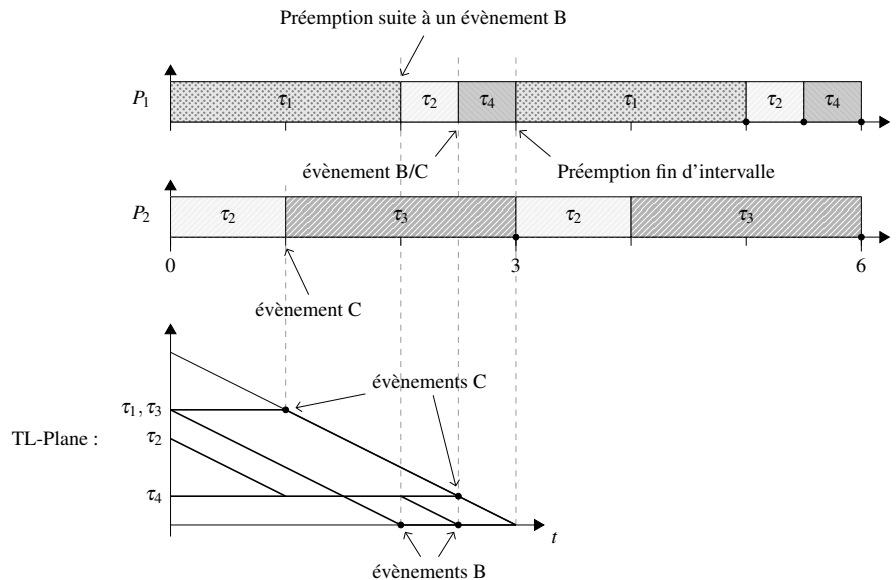 Préemption suite à un évènement B
P1
τ1
τ2
τ4
τ1
τ2
τ4
évènement B/C
Préemption fin d'intervalle
P2
τ2
τ3
τ2
τ3
0
3
6
évènement C
évènements C
τ1, τ3
TL-Plane :
τ2
τ4
t
évènements B